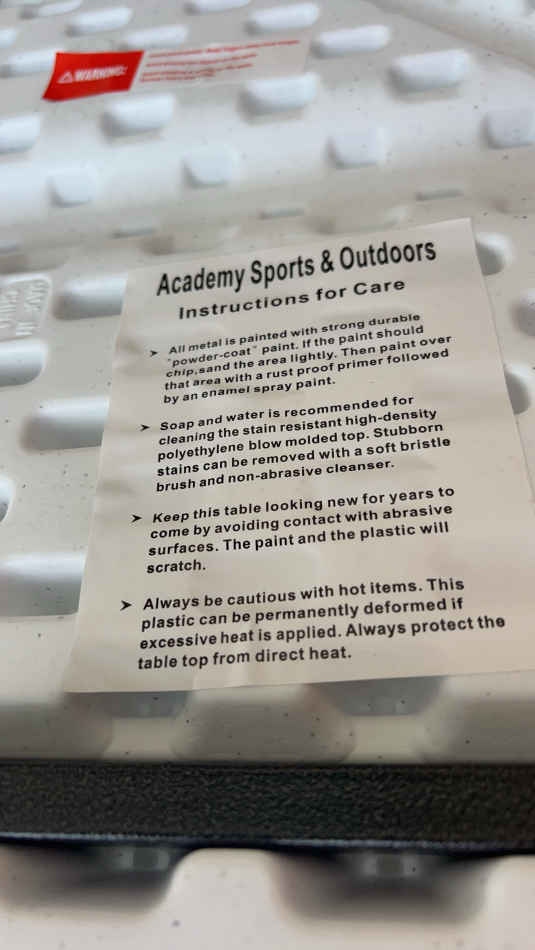 WARNING:
Academy Sports & Outdoors
Instructions for Care
➤ All metal is painted with strong durable
"powder-coat" paint. If the paint should
chip,sand the area lightly. Then paint over
that area with a rust proof primer followed
by an enamel spray paint.
➤ Soap and water is recommended for
cleaning the stain resistant high-density
polyethylene blow molded top. Stubborn
stains can be removed with a soft bristle
brush and non-abrasive cleanser.
➤ Keep this table looking new for years to
come by avoiding contact with abrasive
surfaces. The paint and the plastic will
scratch.
➤ Always be cautious with hot items. This
plastic can be permanently deformed if
excessive heat is applied. Always protect the
table top from direct heat.